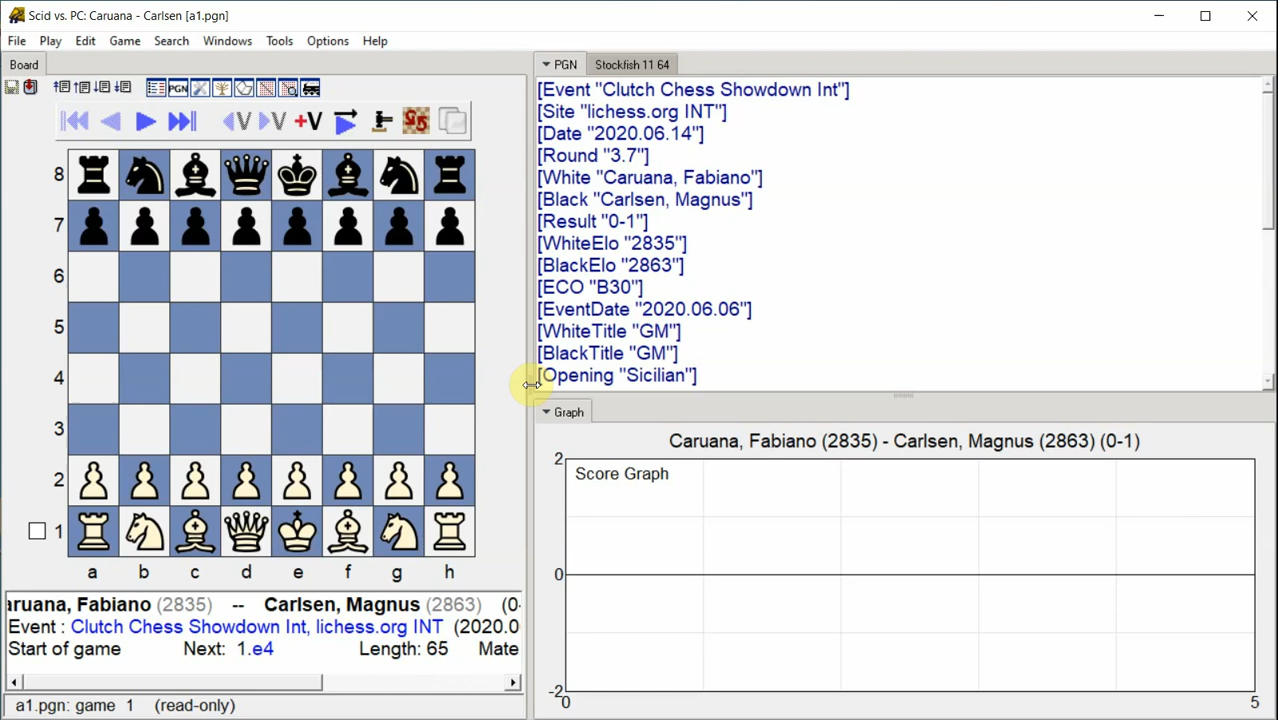 Scid vs. PC: Caruana - Carlsen [a1.pgn]
File Play Edit Game Search Windows Tools Options Help
Board
PGN Stockfish 11 64
PGN
V V +V
[Event "Clutch Chess Showdown Int"]
[Site "lichess.org INT"]
[Date "2020.06.14"]
[Round "3.7"]
[White "Caruana, Fabiano"]
[Black "Carlsen, Magnus"]
[Result "0-1"]
[WhiteElo "2835"]
[BlackElo "2863"]
[ECO "B30"]
[EventDate "2020.06.06"]
[WhiteTitle "GM"]
[BlackTitle "GM"]
[Opening "Sicilian"]
8
7
6
5
4
3
2
1
a b c d e f g h
aruana, Fabiano (2835) -- Carlsen, Magnus (2863) (0-
Event : Clutch Chess Showdown Int, lichess.org INT (2020.0
Start of game Next: 1.e4 Length: 65 Mate
a1.pgn: game 1 (read-only)
Graph
Caruana, Fabiano (2835) - Carlsen, Magnus (2863) (0-1)
Score Graph
2
0
-2
0 5